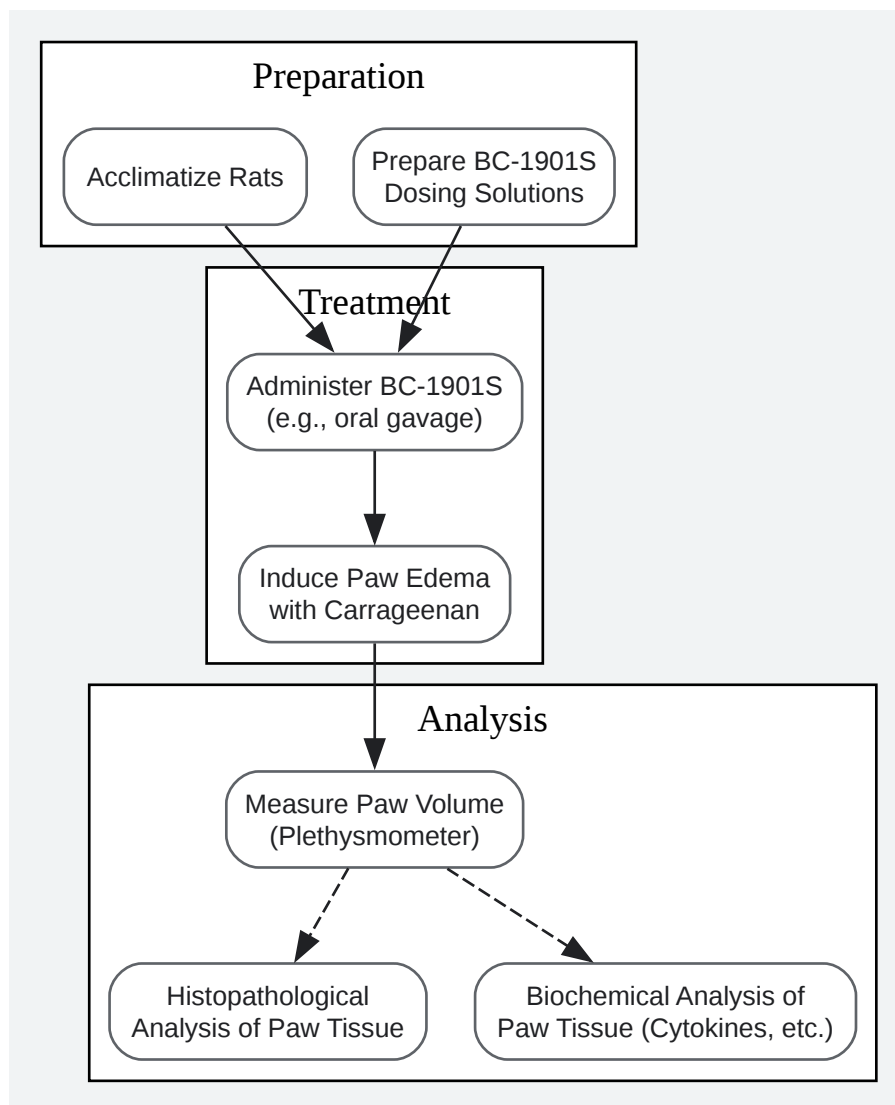 Preparation
Acclimatize Rats
Prepare BC-1901S
Dosing Solutions
Treatment
Administer BC-1901S
(e.g., oral gavage)
Induce Paw Edema
with Carrageenan
Analysis
Measure Paw Volume
(Plethysmometer)
Histopathological
Analysis of Paw Tissue
Biochemical Analysis of
Paw Tissue (Cytokines, etc.)